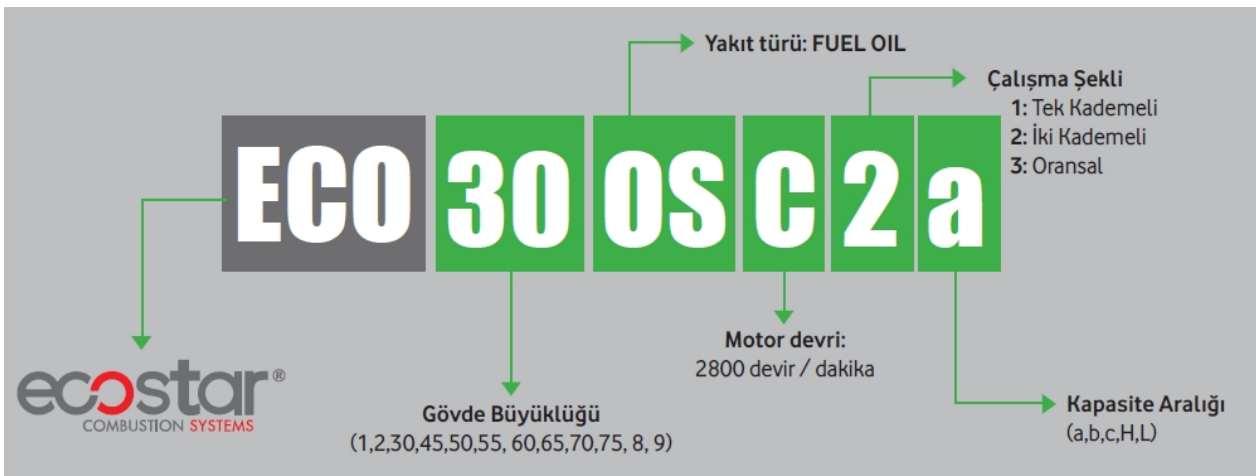 Yakıt türü: FUEL OIL
Çalışma Şekli
1: Tek Kademeli
2: İki Kademeli
3: Oransal
ECO 30 OS C 2 a
Motor devri:
2800 devir / dakika
ecostar®
COMBUSTION SYSTEMS
Gövde Büyüklüğü
(1,2,30,45,50,55, 60,65,70,75, 8, 9)
Kapasite Aralığı
(a,b,c,H,L)